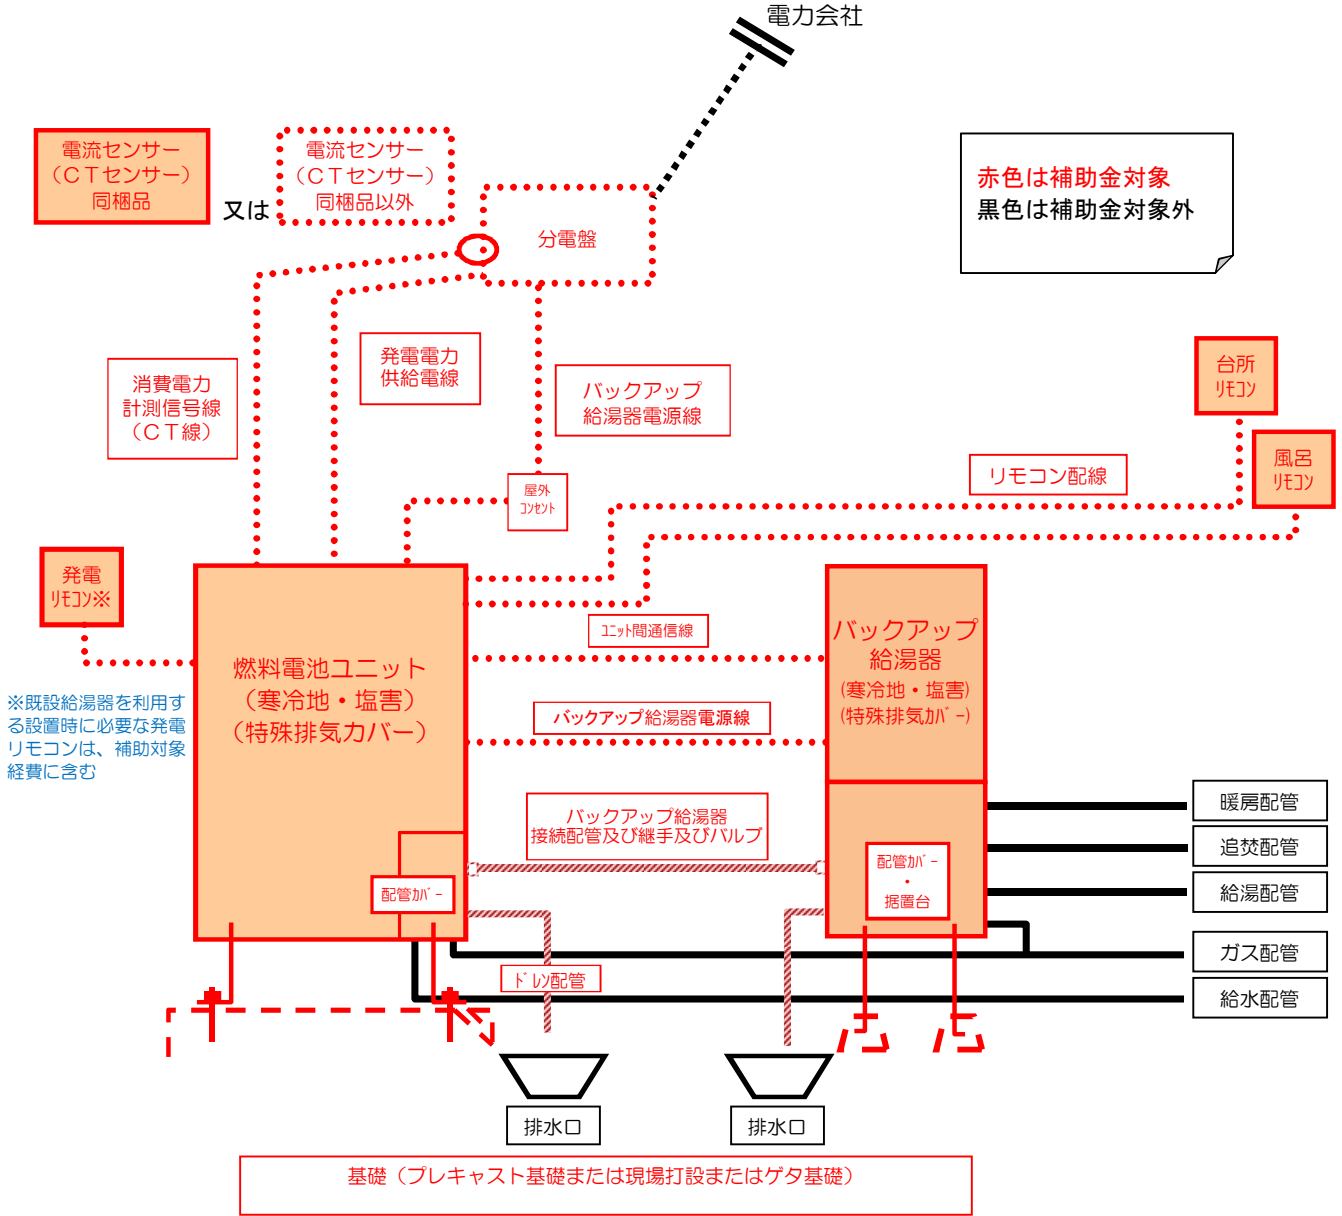 電力会社
電流センサー
（ＣＴセンサー）
同梱品
又は
電流センサー
（ＣＴセンサー）
同梱品以外
分電盤
赤色は補助金対象
黒色は補助金対象外
消費電力
計測信号線
（ＣＴ線）
発電電力
供給電線
バックアップ
給湯器電源線
台所
ﾘﾓｺﾝ
風呂
ﾘﾓｺﾝ
リモコン配線
屋外
ｺﾝｾﾝﾄ
発電
ﾘﾓｺﾝ※
※既設給湯器を利用す
る設置時に必要な発電
リモコンは、補助対象
経費に含む
燃料電池ユニット
（寒冷地・塩害）
（特殊排気カバー）
ﾕﾆｯﾄ間通信線
バックアップ給湯器電源線
バックアップ
給湯器
(寒冷地・塩害)
(特殊排気ｶﾊﾞｰ)
バックアップ給湯器
接続配管及び継手及びバルブ
配管ｶﾊﾞｰ
配管ｶﾊﾞｰ
・
据置台
暖房配管
追焚配管
給湯配管
ガス配管
給水配管
ﾄﾞﾚﾝ配管
排水口
排水口
基礎（プレキャスト基礎または現場打設またはゲタ基礎）